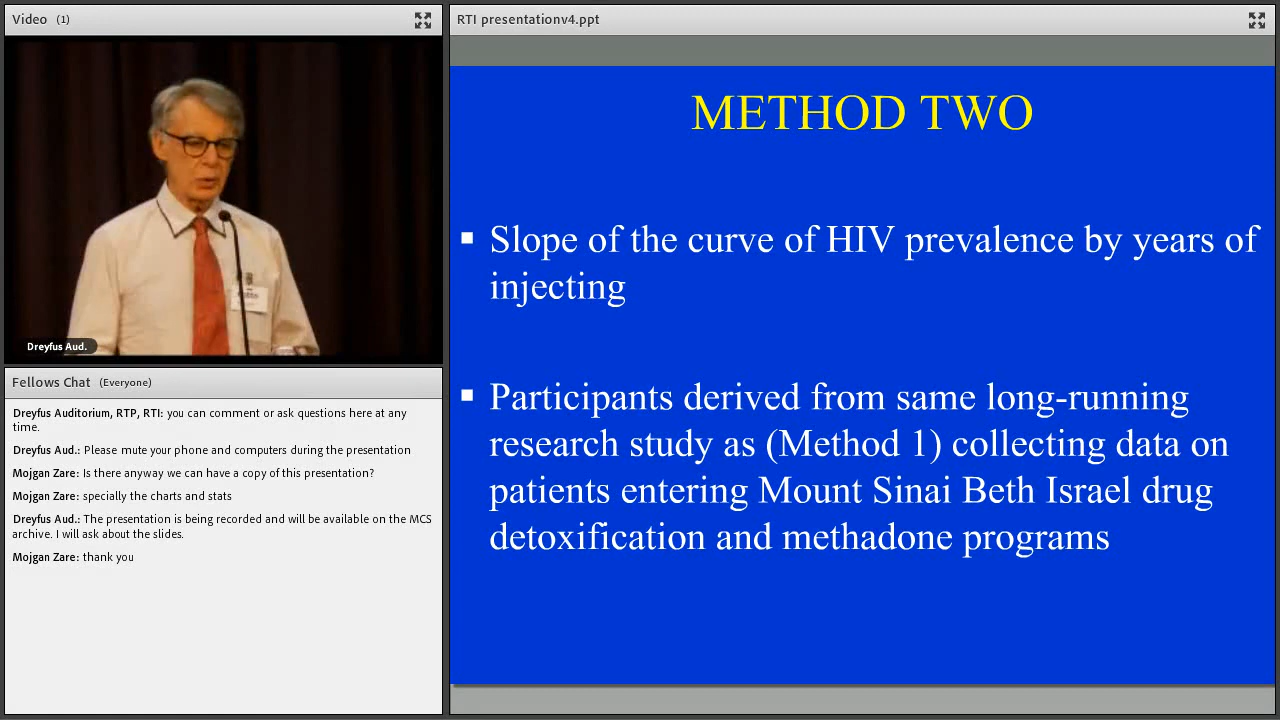 Video (1)
Dreyfus Aud.
Fellows Chat (Everyone)
Dreyfus Auditorium, RTP, RTI: you can comment or ask questions here at any
time.
Dreyfus Aud.: Please mute your phone and computers during the presentation
Mojgan Zare: Is there anyway we can have a copy of this presentation?
Mojgan Zare: specially the charts and stats
Dreyfus Aud.: The presentation is being recorded and will be available on the MCS
archive. I will ask about the slides.
Mojgan Zare: thank you
RTI presentationv4.ppt
METHOD TWO
▪ Slope of the curve of HIV prevalence by years of
injecting
▪ Participants derived from same long-running
research study as (Method 1) collecting data on
patients entering Mount Sinai Beth Israel drug
detoxification and methadone programs